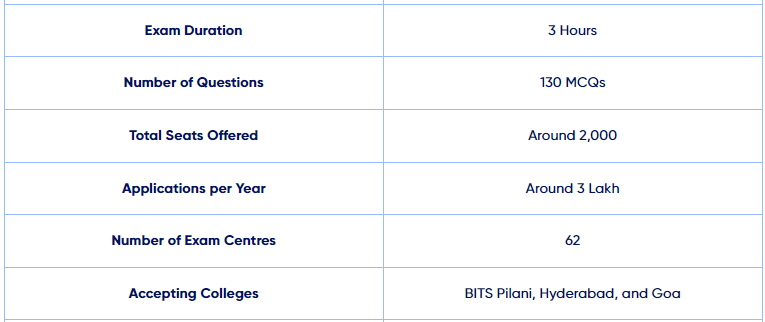 Exam Duration 3 Hours
Number of Questions 130 MCQs
Total Seats Offered Around 2,000
Applications per Year Around 3 Lakh
Number of Exam Centres 62
Accepting Colleges BITS Pilani, Hyderabad, and Goa